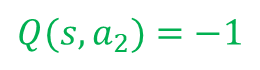 Q(s, a₂) = −1